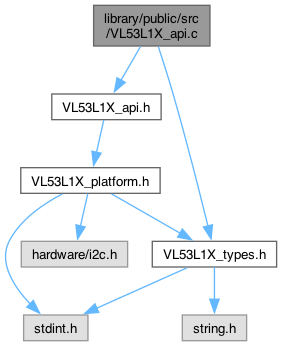 library/public/src
/VL53L1X_api.c
VL53L1X_api.h
VL53L1X_platform.h
hardware/i2c.h
VL53L1X_types.h
stdint.h
string.h